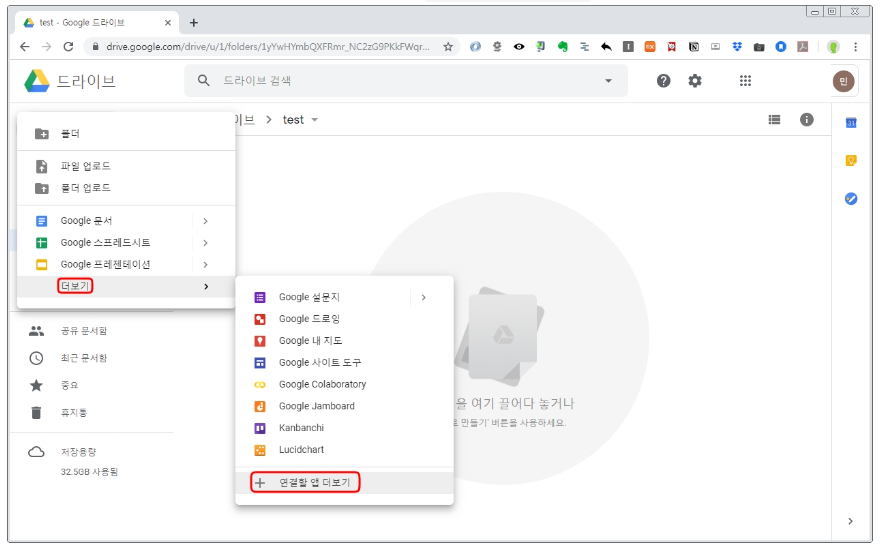 test - Google 드라이브
drive.google.com/drive/u/1/folders/1yYwHYmbQXFRmr_NC2zG9PKkFWqr...
드라이브
드라이브 검색
민
이브 > test
폴더
파일 업로드
폴더 업로드
Google 문서
Google 스프레드시트
Google 프레젠테이션
더보기
Google 설문지
Google 드로잉
Google 내 지도
Google 사이트 도구
Google Colaboratory
Google Jamboard
Kanbanchi
Lucidchart
연결할 앱 더보기
공유 문서함
최근 문서함
중요
휴지통
저장용량
32.5GB 사용됨
을 여기 끌어다 놓거나
로 만들기' 버튼을 사용하세요.